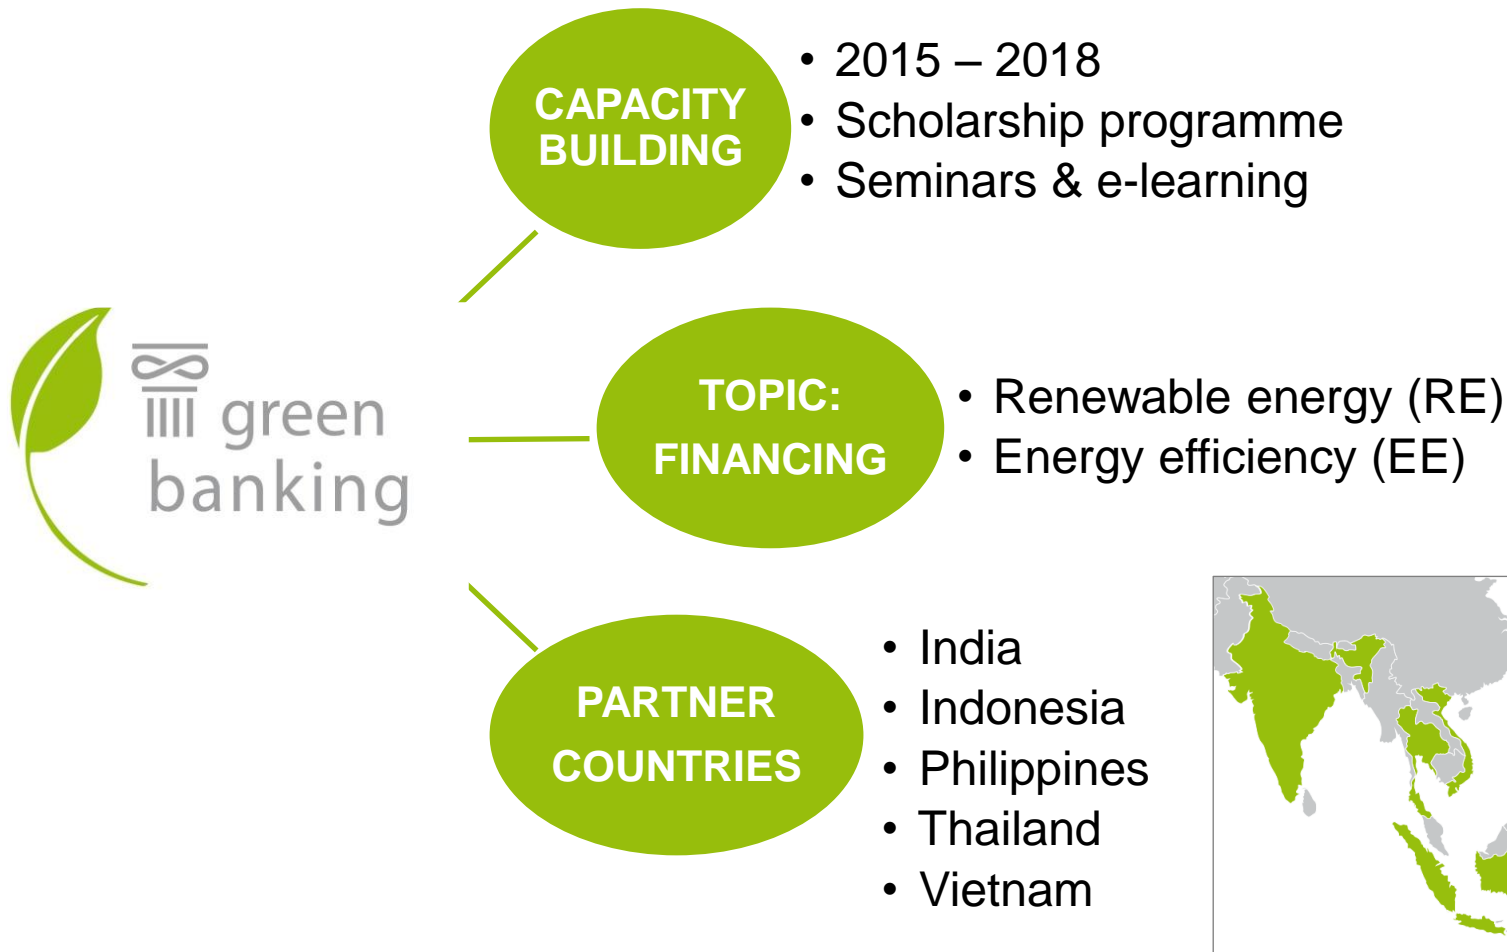 CAPACITY
BUILDING
• 2015 – 2018
• Scholarship programme
• Seminars & e-learning
green
banking
TOPIC:
FINANCING
• Renewable energy (RE)
• Energy efficiency (EE)
PARTNER
COUNTRIES
• India
• Indonesia
• Philippines
• Thailand
• Vietnam